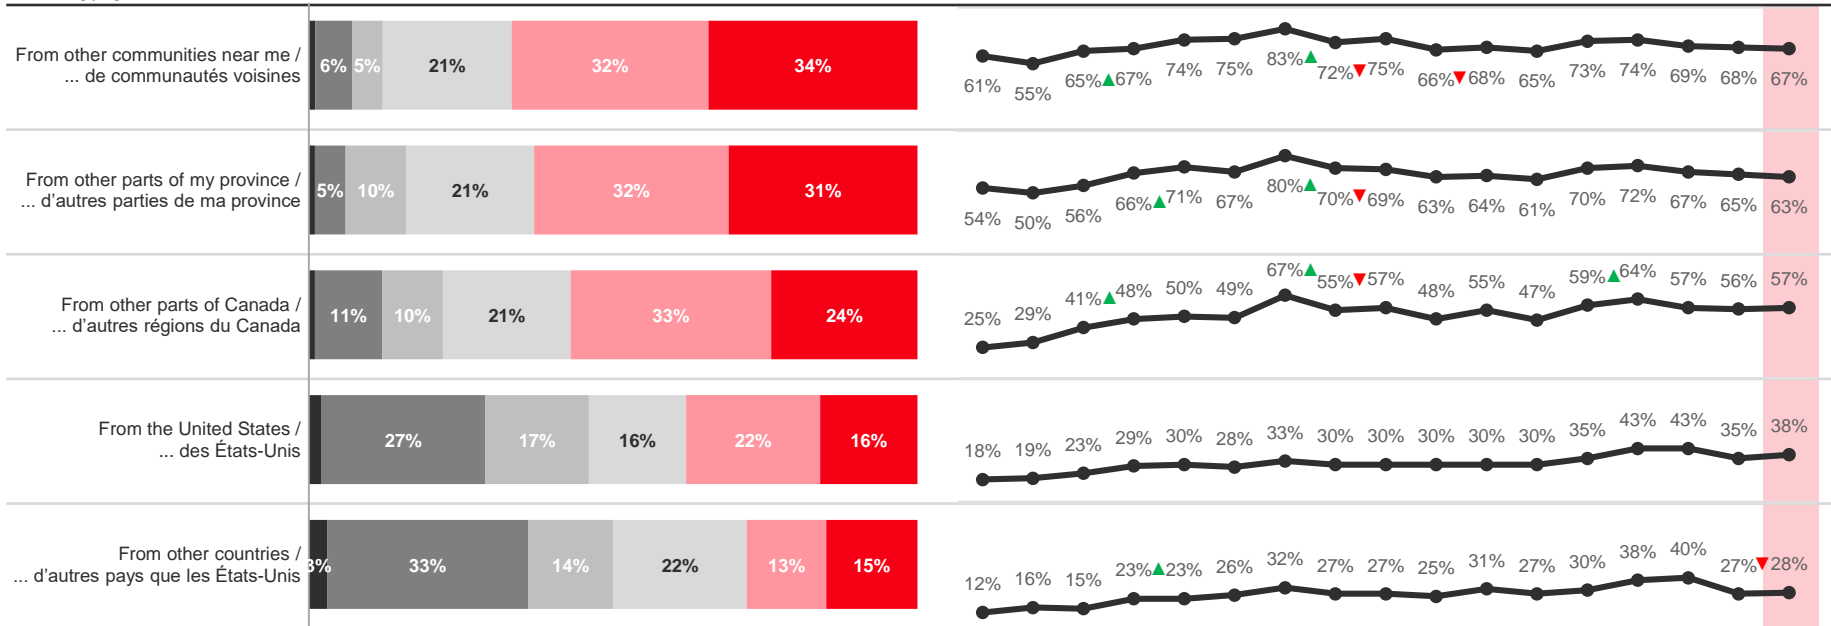 From other communities near me /
... de communautés voisines
6% 5% 21% 32% 34%
61% 55% 65% 67% 74% 75% 83% 72% 75% 66% 68% 65% 73% 74% 69% 68% 67%
From other parts of my province /
... d'autres parties de ma province
5% 10% 21% 32% 31%
54% 50% 56% 66% 71% 67% 80% 70% 69% 63% 64% 61% 70% 72% 67% 65% 63%
From other parts of Canada /
... d'autres régions du Canada
11% 10% 21% 33% 24%
25% 29% 41% 48% 50% 49% 67% 55% 57% 48% 55% 47% 59% 64% 57% 56% 57%
From the United States /
... des États-Unis
27% 17% 16% 22% 16%
18% 19% 23% 29% 30% 28% 33% 30% 30% 30% 30% 30% 35% 43% 43% 35% 38%
From other countries /
... d'autres pays que les États-Unis
3% 33% 14% 22% 13% 15%
12% 16% 15% 23% 23% 26% 32% 27% 27% 25% 31% 27% 30% 38% 40% 27% 28%